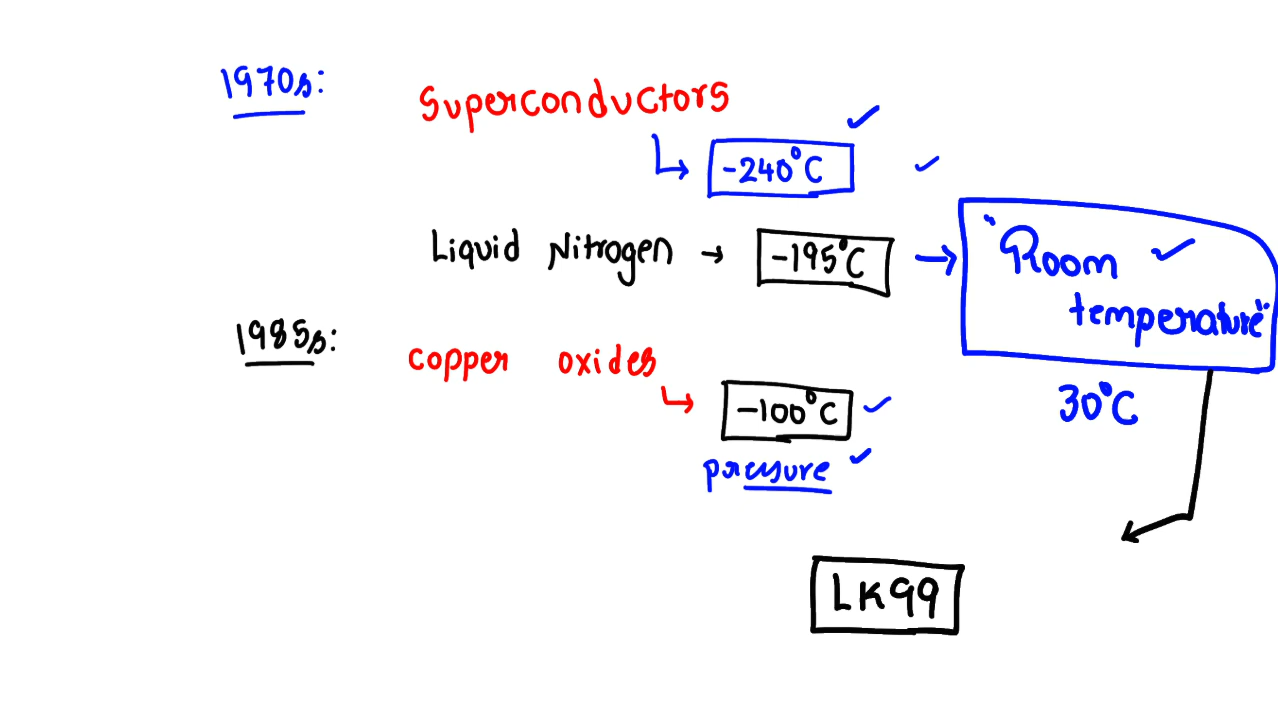 1970s:
Superconductors
-240°C
Liquid Nitrogen → -195°C → "Room temperature"
1985s:
copper oxides
-100°C
30°C
pressure
LK99